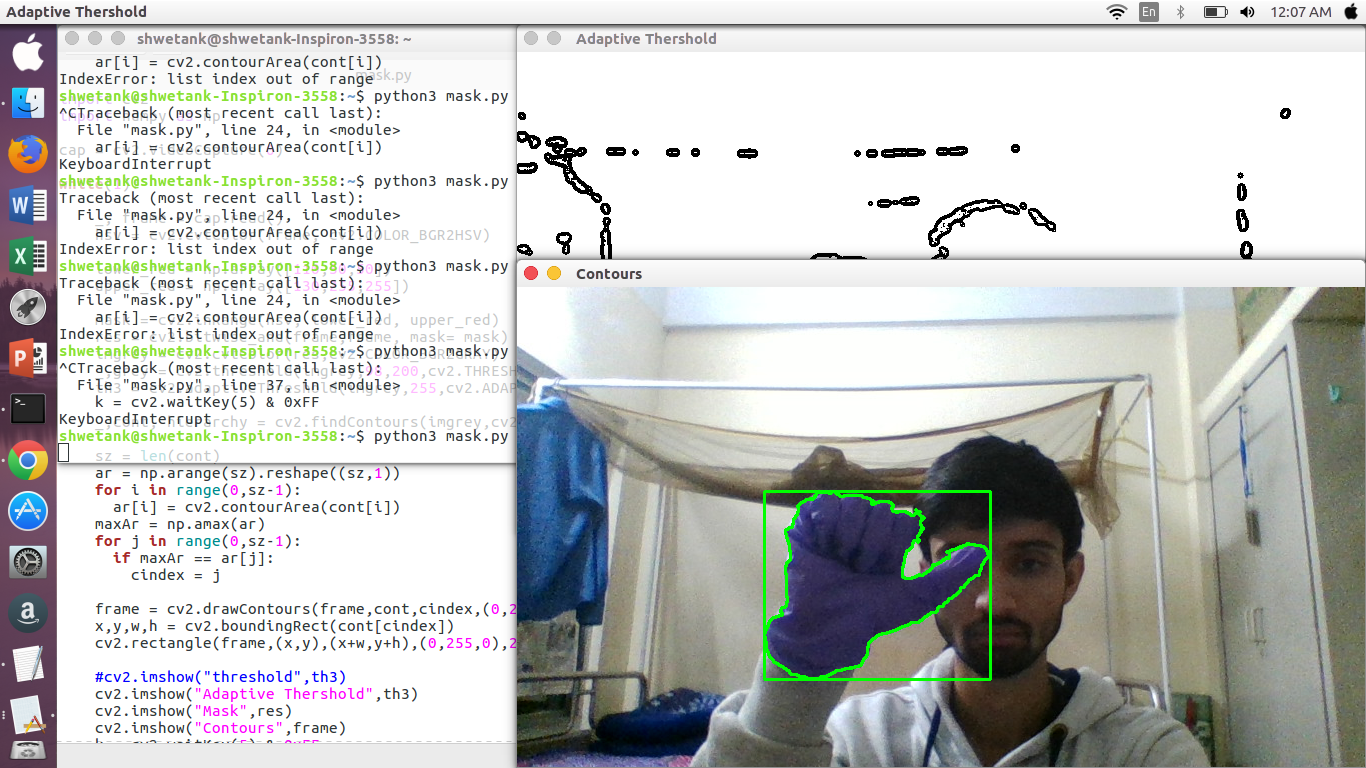 Adaptive Thershold
En
12:07 AM
shwetank@shwetank-Inspiron-3558: ~
ar[i] = cv2.contourArea(cont[i])
IndexError: list index out of range
shwetank@shwetank-Inspiron-3558:~$ python3 mask.py
^CTraceback (most recent call last):
File "mask.py", line 24, in <module>
ar[i] = cv2.contourArea(cont[i])
KeyboardInterrupt
shwetank@shwetank-Inspiron-3558:~$ python3 mask.py
Traceback (most recent call last):
File "mask.py", line 24, in <module>
ar[i] = cv2.contourArea(cont[i])
IndexError: list index out of range
shwetank@shwetank-Inspiron-3558:~$ python3 mask.py
Traceback (most recent call last):
File "mask.py", line 24, in <module>
ar[i] = cv2.contourArea(cont[i])
IndexError: list index out of range
shwetank@shwetank-Inspiron-3558:~$ python3 mask.py
^CTraceback (most recent call last):
File "mask.py", line 37, in <module>
k = cv2.waitKey(5) & 0xFF
KeyboardInterrupt
shwetank@shwetank-Inspiron-3558:~$ python3 mask.py
mask.py
sz = len(cont)
ar = np.arange(sz).reshape((sz,1))
for i in range(0,sz-1):
ar[i] = cv2.contourArea(cont[i])
maxAr = np.amax(ar)
for j in range(0,sz-1):
if maxAr == ar[j]:
cindex = j
frame = cv2.drawContours(frame,cont,cindex,(0,2
x,y,w,h = cv2.boundingRect(cont[cindex])
cv2.rectangle(frame,(x,y),(x+w,y+h),(0,255,0),2
#cv2.imshow("threshold",th3)
cv2.imshow("Adaptive Thershold",th3)
cv2.imshow("Mask",res)
cv2.imshow("Contours",frame)
k = cv2.waitKey(5) & 0xFF
Adaptive Thershold
Contours